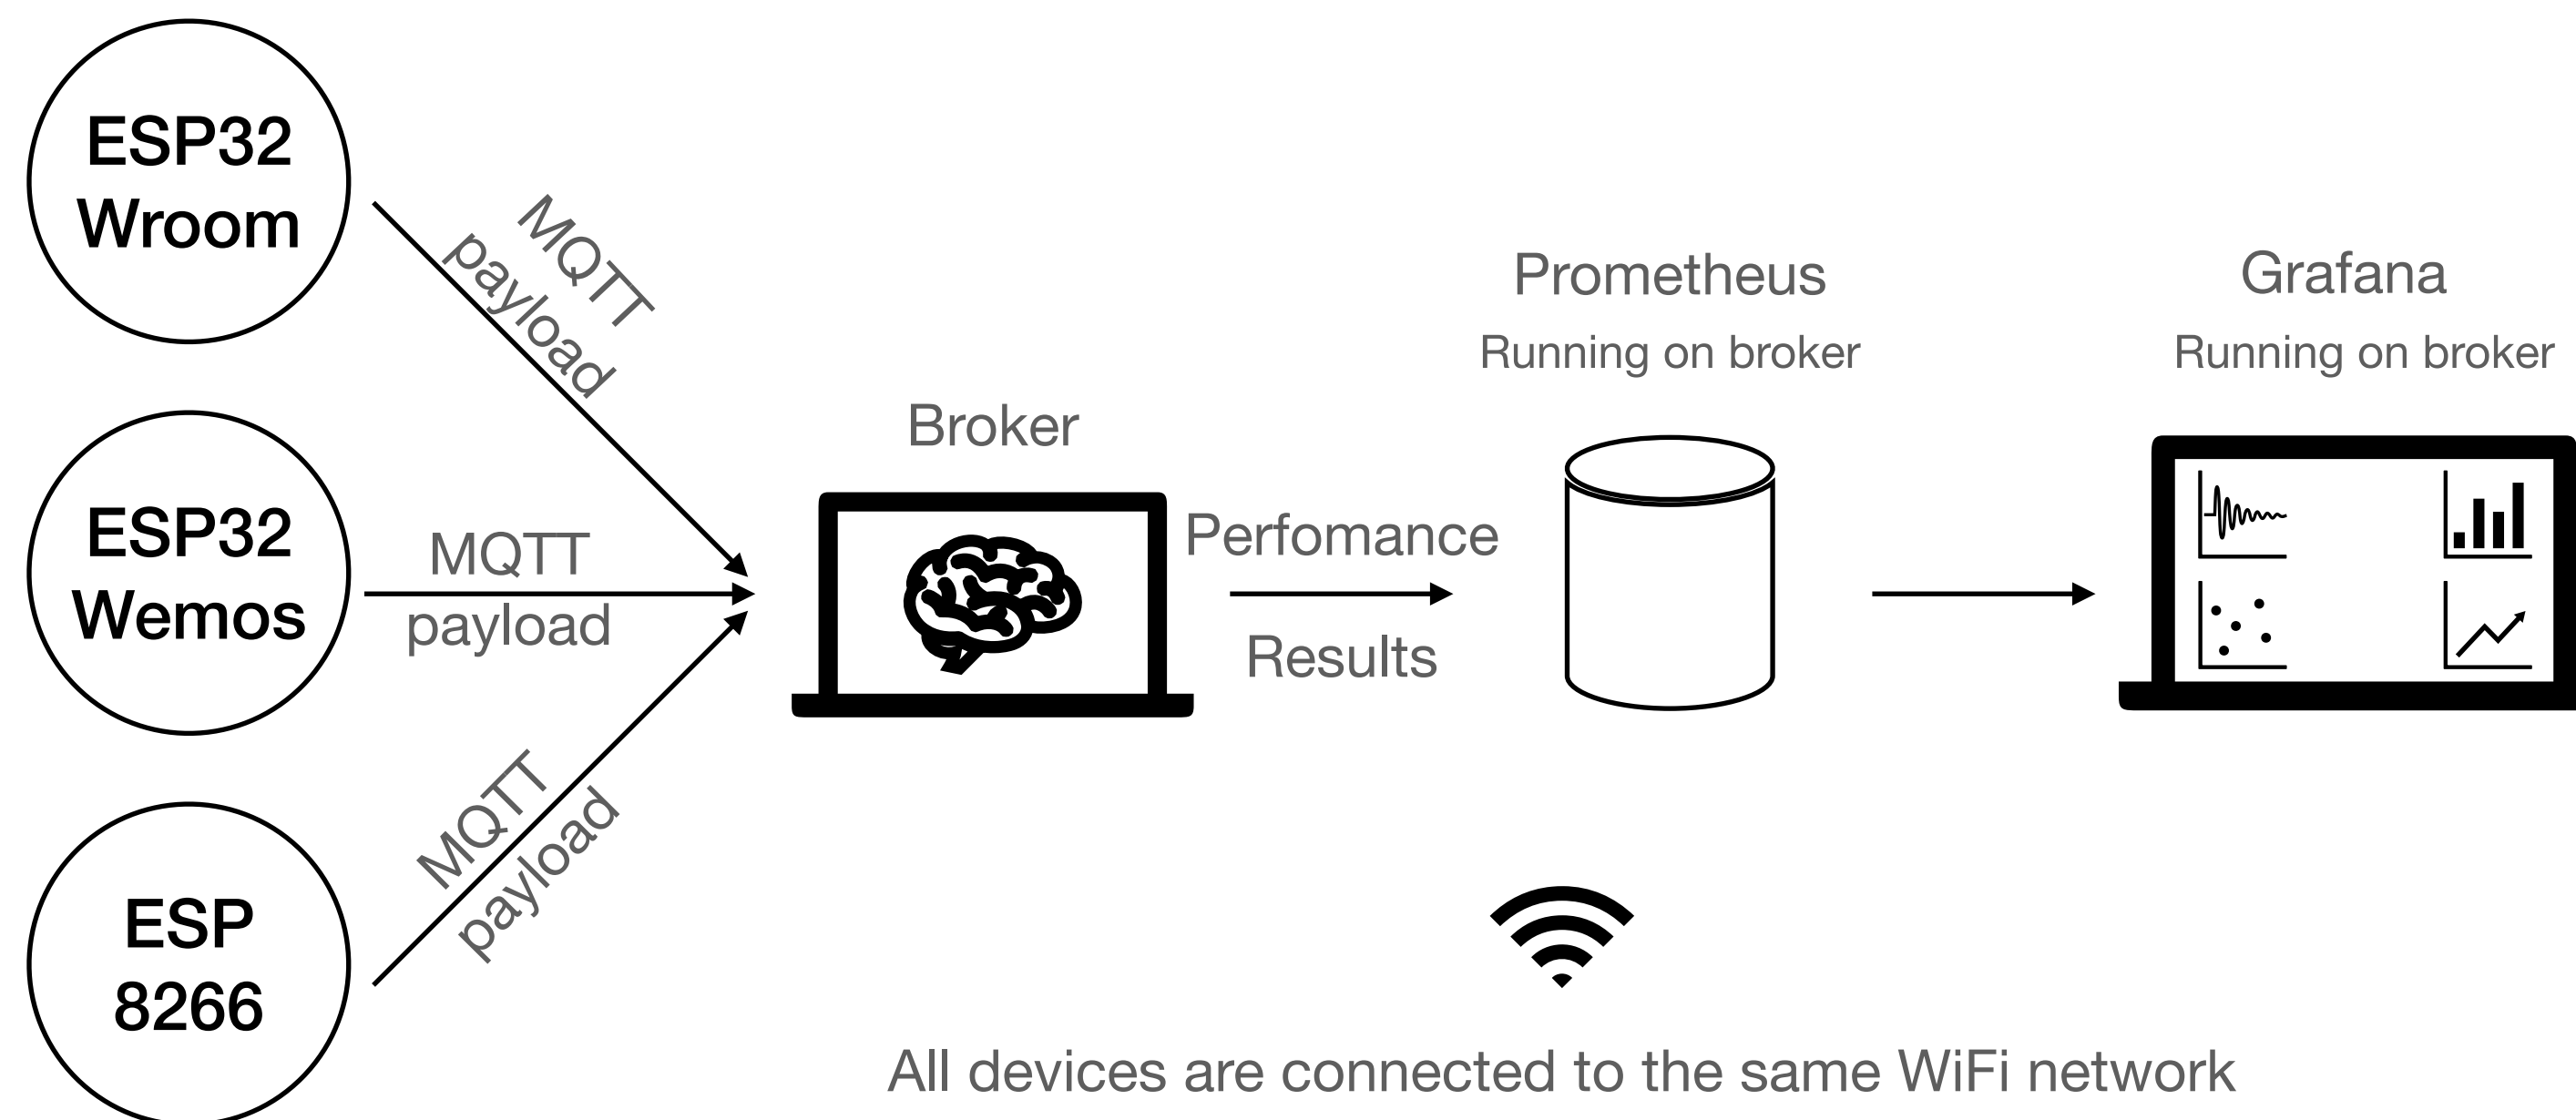 ESP32
Wroom
MQTT
payload
ESP32
Wemos
MQTT
payload
ESP
8266
MQTT
payload
Broker
Perfomance
Results
Prometheus
Running on broker
Grafana
Running on broker
All devices are connected to the same WiFi network